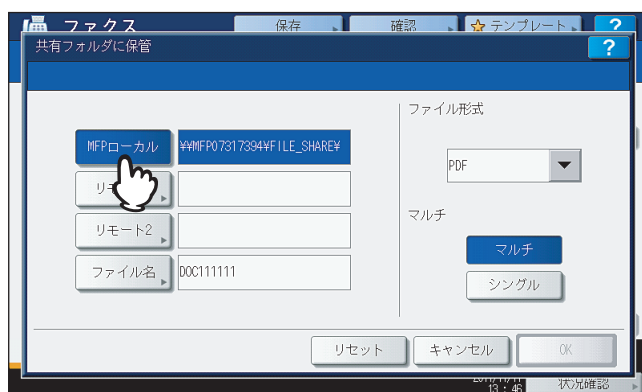 ファクス
保存
確認
テンプレート
?
共有フォルダに保管
?
ファイル形式
MFPローカル
¥¥MFP07317394¥FILE_SHARE¥
PDF
マルチ
リモート2
マルチ
ファイル名
DOC111111
シングル
リセット
キャンセル
OK
13:46
状況確認